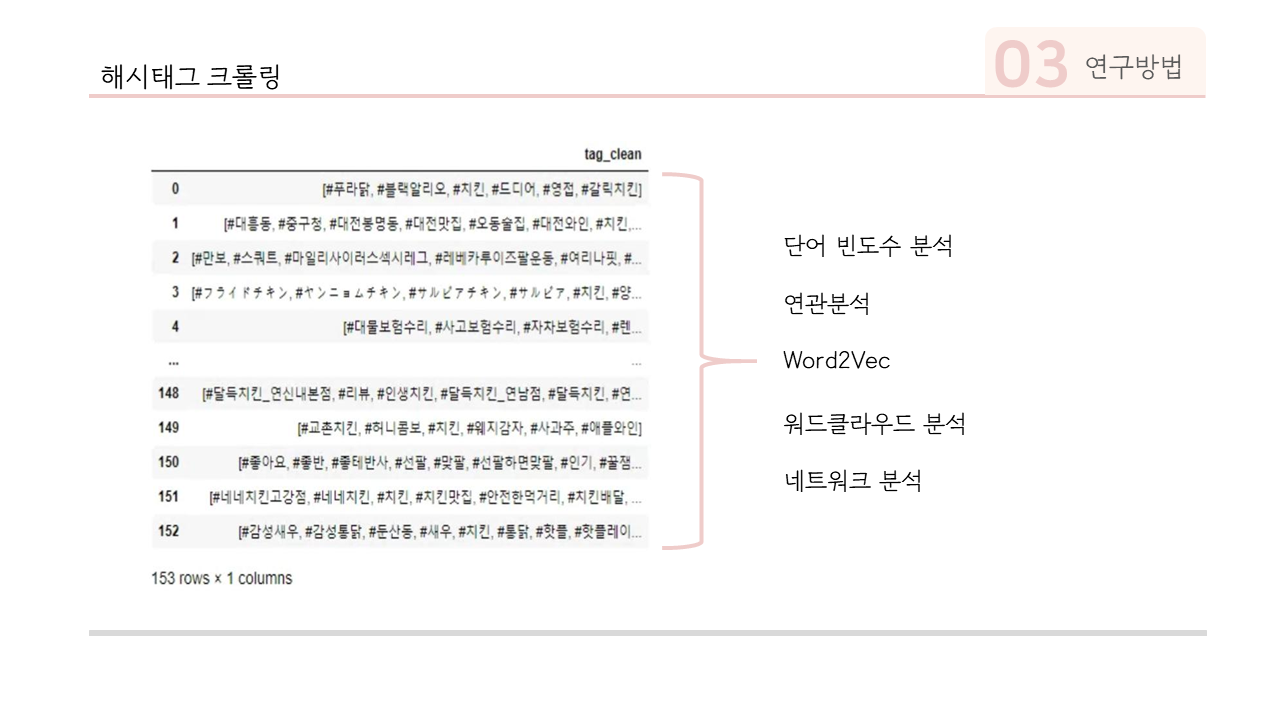 해시태그 크롤링
03 연구방법
tag_clean
0 [#푸라닭, #블랙알리오, #치킨, #드디어, #영접, #갈릭치킨]
1 [#대흥동, #중구청, #대전봉명동, #대전맛집, #오동술집, #대전와인, #치킨,...
2 [#만보, #스쿼트, #마일리사이러스섹시레그, #레베카루이즈팔운동, #여리나핏, #...
3 [#フライドチキン, #ヤンニョムチキン, #サルピアチキン, #サルピア, #치킨, #양...
4 [#대물보험수리, #사고보험수리, #자차보험수리, #렌...
... ...
148 [#달득치킨_연신내본점, #리뷰, #인생치킨, #달득치킨_연남점, #달득치킨, #연...
149 [#교촌치킨, #허니콤보, #치킨, #웨지감자, #사과주, #애플와인]
150 [#좋아요, #좋반, #좋테반사, #선팔, #맞팔, #선팔하면맞팔, #인기, #꿀잼...
151 [#네네치킨고강점, #네네치킨, #치킨, #치킨맛집, #안전한먹거리, #치킨배달, ...
152 [#감성새우, #감성통닭, #둔산동, #새우, #치킨, #통닭, #핫플, #핫플레이...
153 rows × 1 columns
단어 빈도수 분석
연관분석
Word2Vec
워드클라우드 분석
네트워크 분석